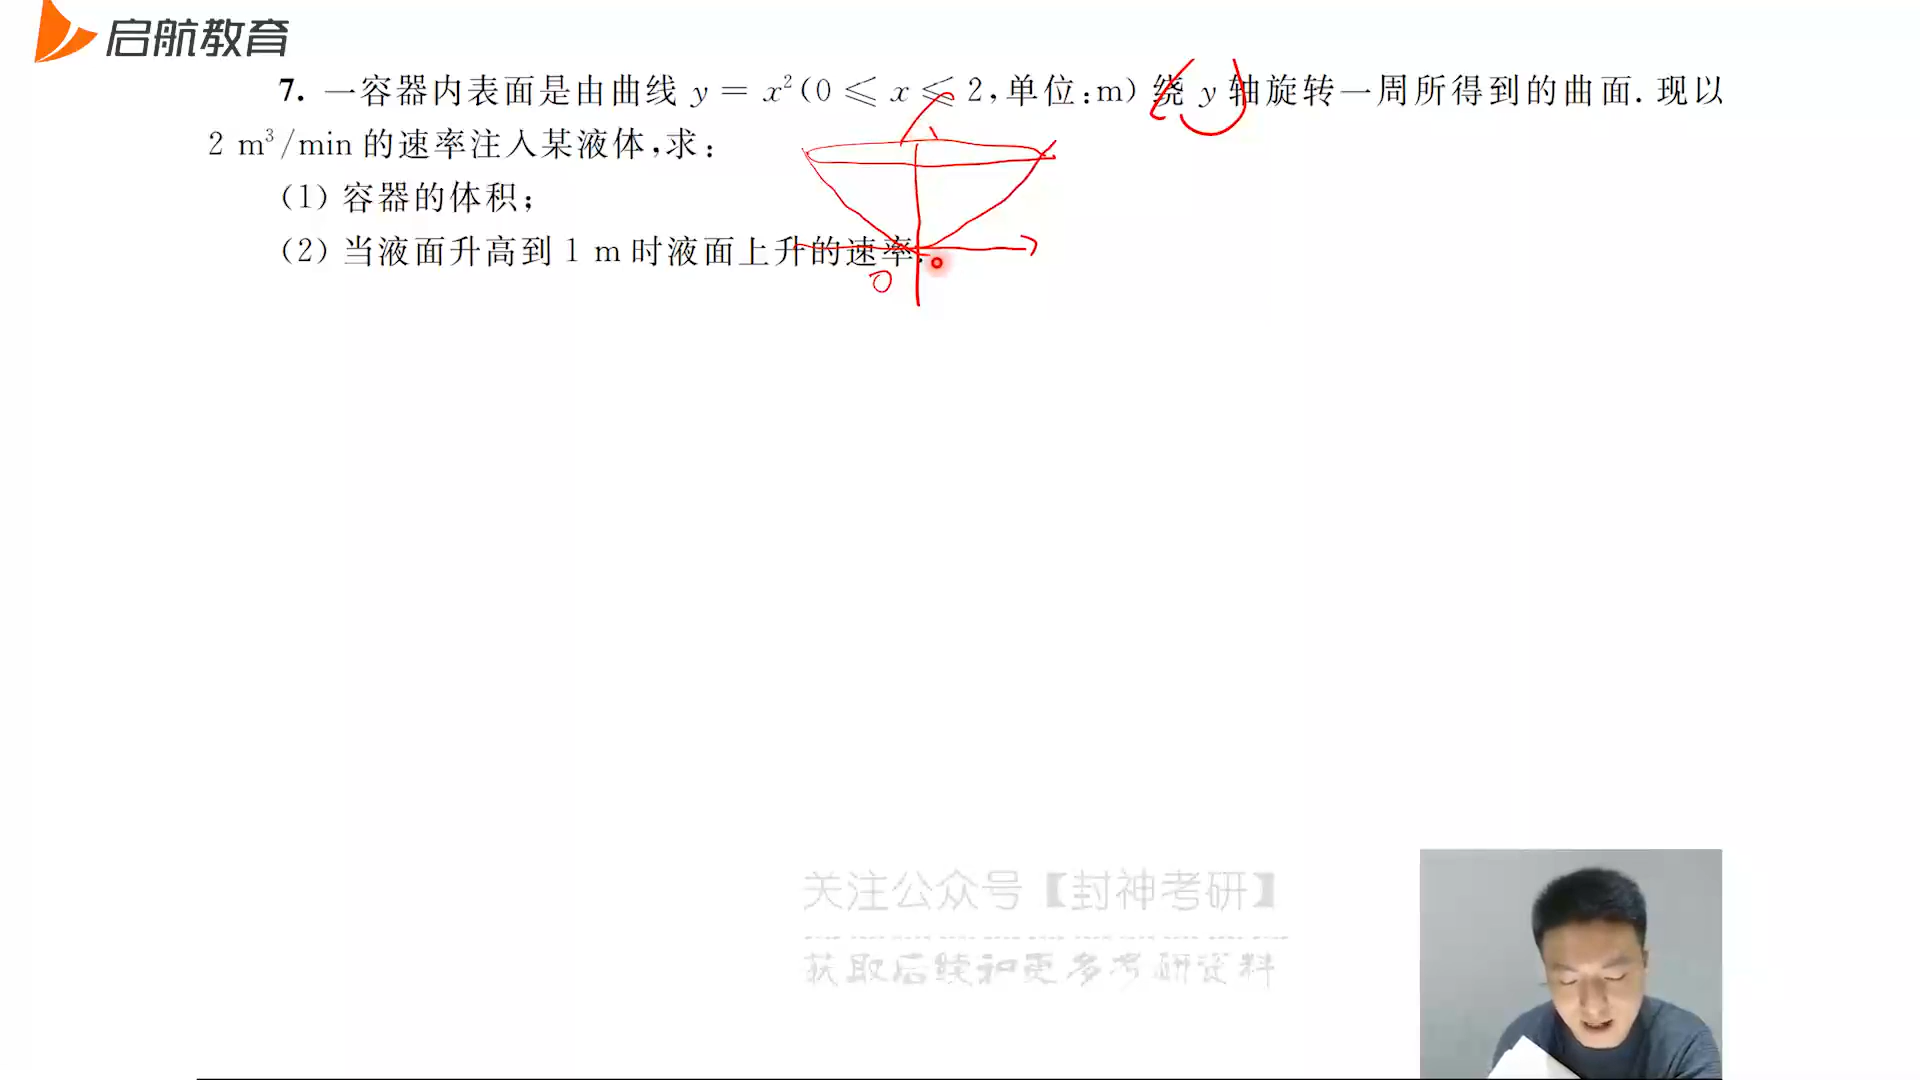 启航教育
7. 一容器内表面是由曲线 y = x²(0 ⩽ x ⩽ 2,单位:m) 绕 y 轴旋转一周所得到的曲面. 现以
2 m³/min 的速率注入某液体,求:
(1) 容器的体积;
(2) 当液面升高到 1 m 时液面上升的速率.
0
关注公众号【封神考研】
获取后续和更多考研资料